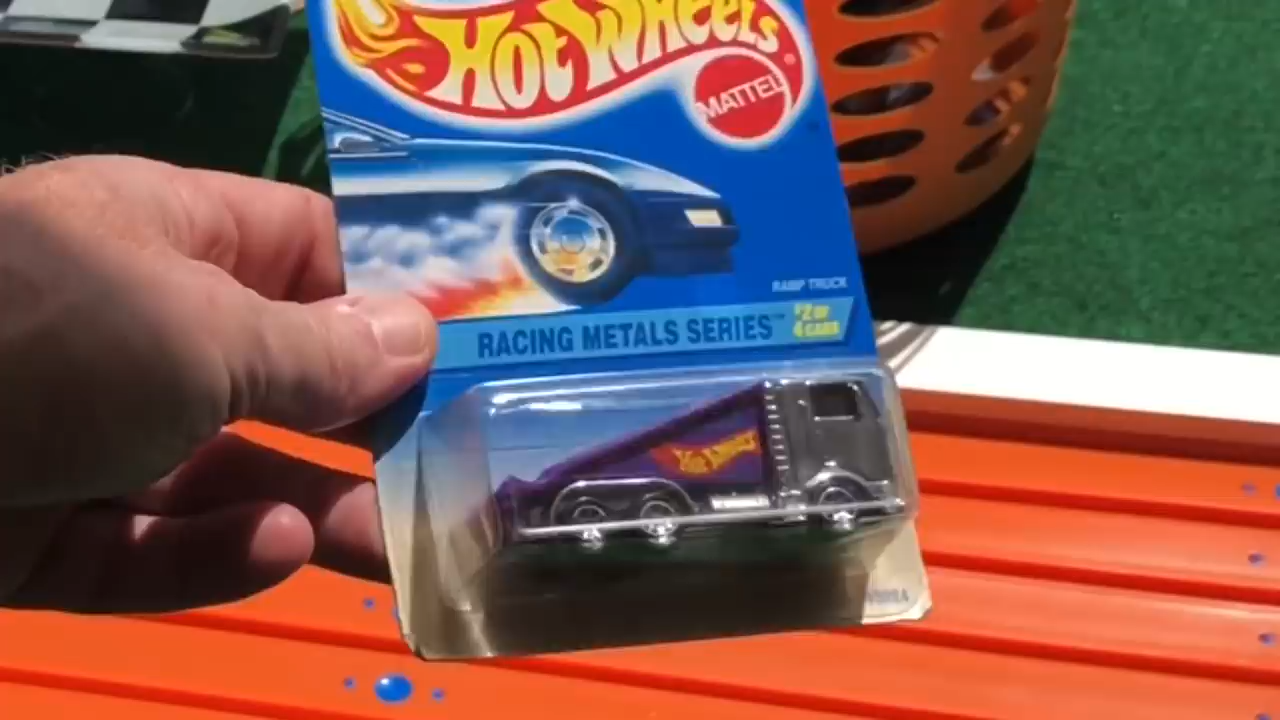 HOT WHEELS
MATTEL
RAMP TRUCK
RACING METALS SERIES™
#2 OF
4 CARS
HOT WHEELS